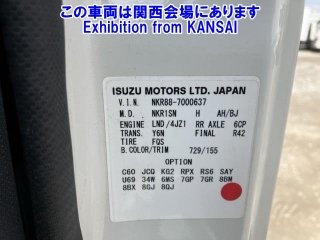 この車両は関西会場にあります
Exhibition from KANSAI
ISUZU MOTORS LTD. JAPAN
V.I.N. NKR88-7000637
M.D. NKR1SN H AH/BJ
ENGINE LND/4JZ1 RR AXLE 6CP
TRANS. Y6N FINAL R42
TIRE FQS
B.COLOR/TRIM 729/155
OPTION
C60 JCQ KG2 RPX RS6 SAY
U69 34W 6MS 7GP 7GR 8BM
8BX 8GJ 8QJ